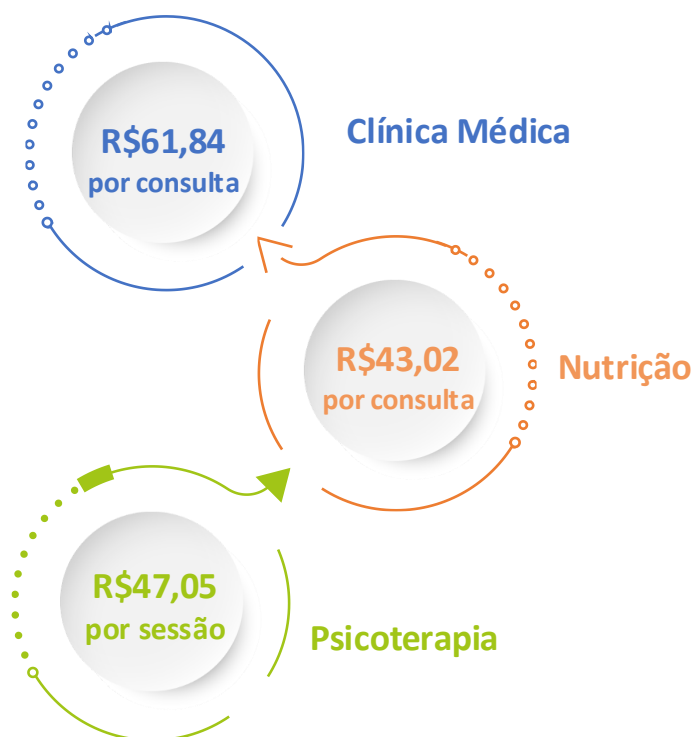 R$61,84
por consulta
Clínica Médica
R$43,02
por consulta
Nutrição
R$47,05
por sessão
Psicoterapia